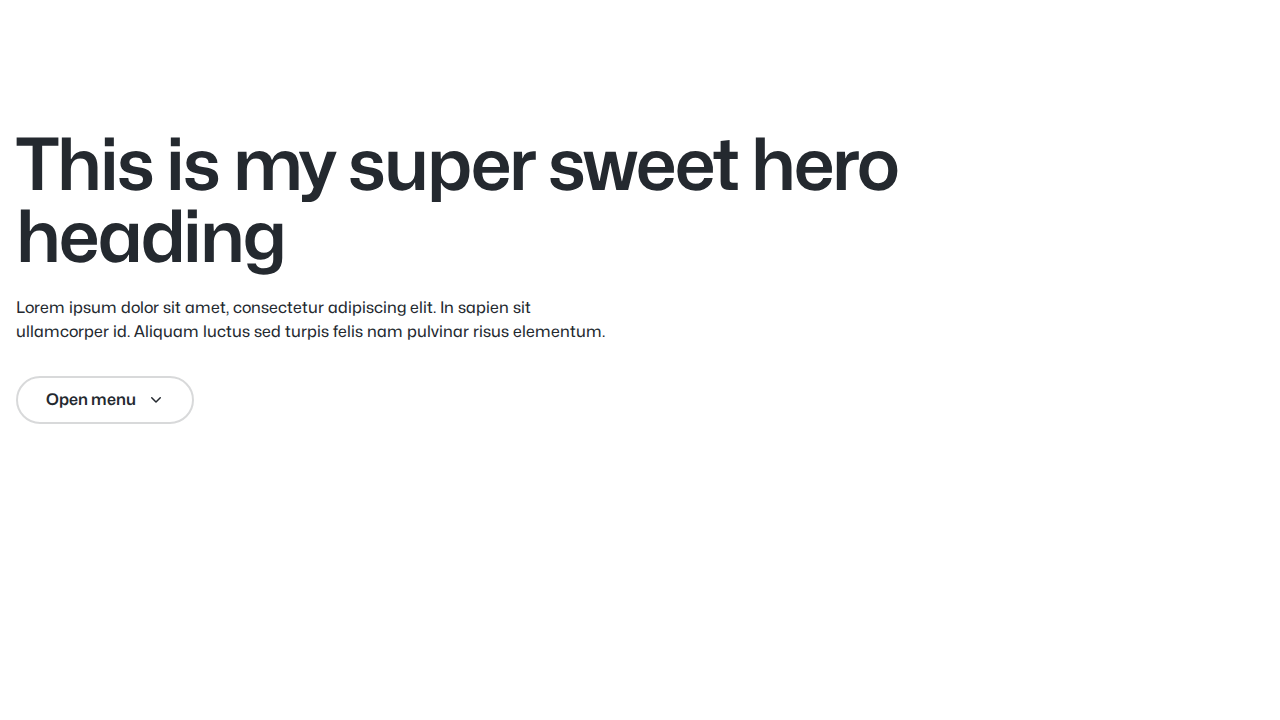 This is my super sweet hero
heading
Lorem ipsum dolor sit amet, consectetur adipiscing elit. In sapien sit
ullamcorper id. Aliquam luctus sed turpis felis nam pulvinar risus elementum.
Open menu